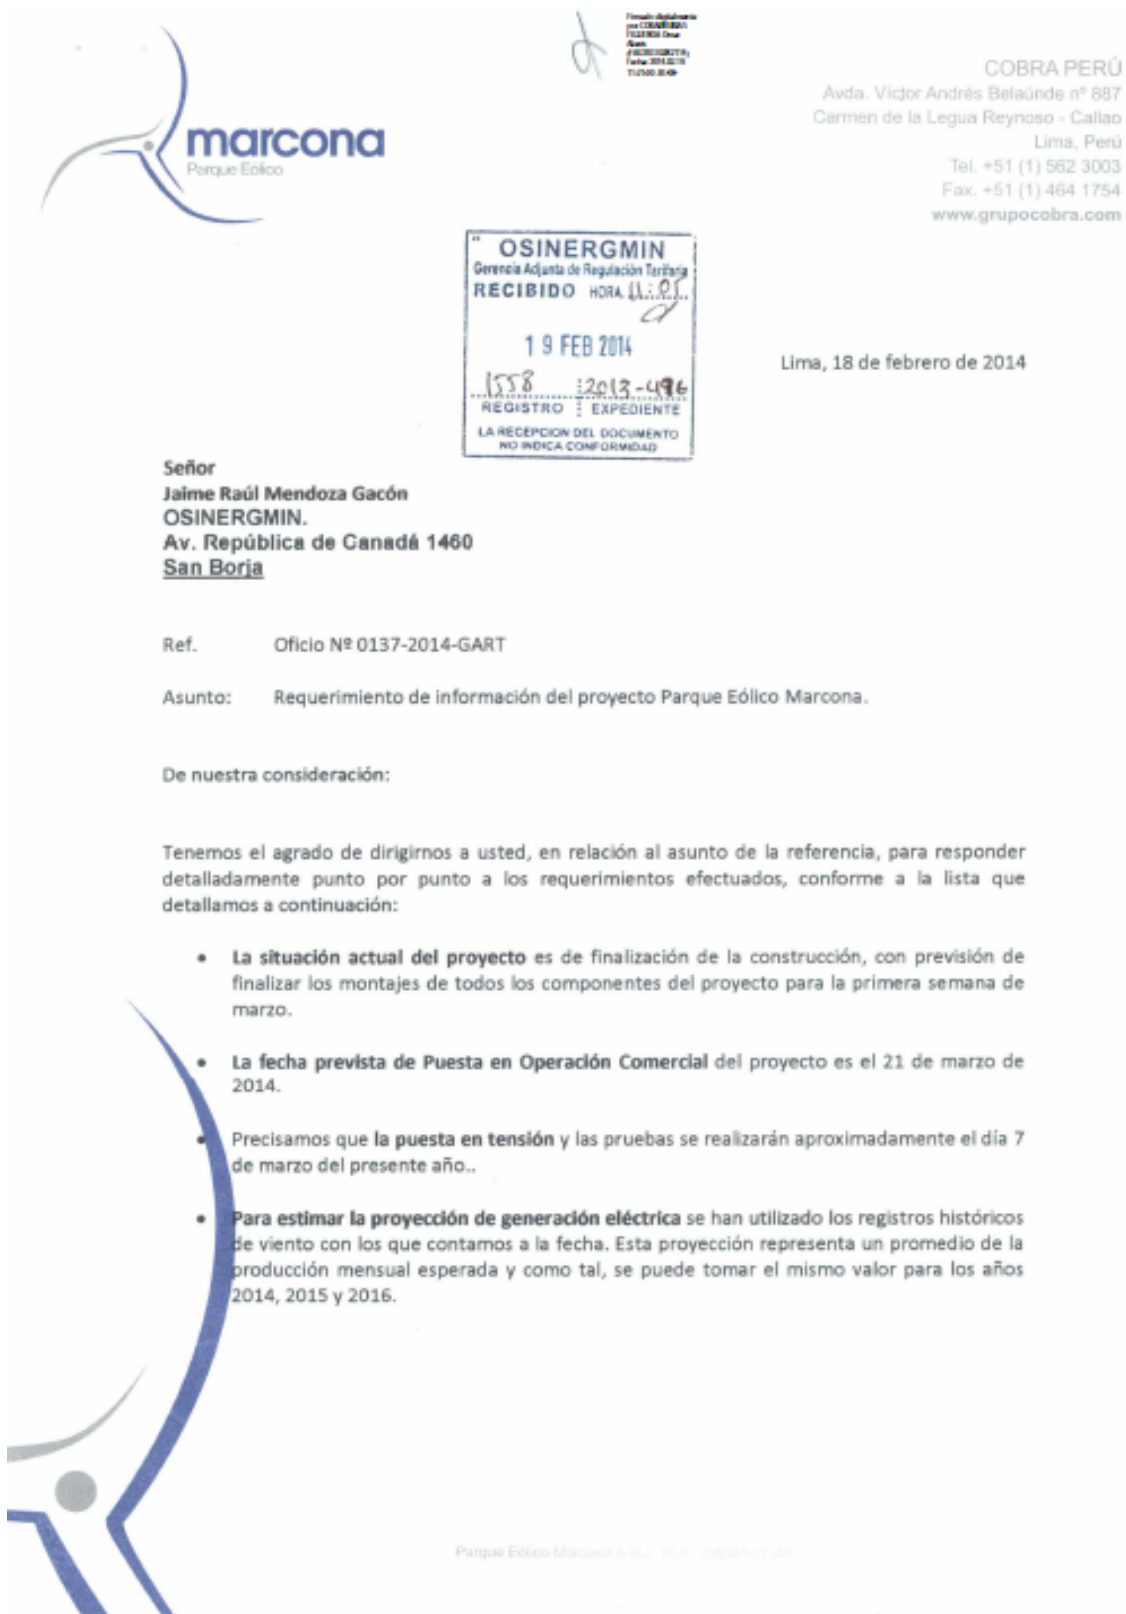 marcona
Parque Eólico
COBRA PERÚ
Avda. Víctor Andrés Belaúnde nº 887
Carmen de la Legua Reynoso - Callao
Lima, Perú
Tel. +51 (1) 562 3003
Fax. +51 (1) 464 1754
www.grupocobra.com
OSINERGMIN
Gerencia Adjunta de Regulación Tarifaria
RECIBIDO HORA. 11:05
19 FEB 2014
1558 2013-496
REGISTRO EXPEDIENTE
LA RECEPCION DEL DOCUMENTO
NO INDICA CONFORMIDAD
Lima, 18 de febrero de 2014
Señor
Jaime Raúl Mendoza Gacón
OSINERGMIN.
Av. República de Canadá 1460
San Borja
Ref. Oficio Nº 0137-2014-GART
Asunto: Requerimiento de información del proyecto Parque Eólico Marcona.
De nuestra consideración:
Tenemos el agrado de dirigirnos a usted, en relación al asunto de la referencia, para responder
detalladamente punto por punto a los requerimientos efectuados, conforme a la lista que
detallamos a continuación:
• La situación actual del proyecto es de finalización de la construcción, con previsión de
finalizar los montajes de todos los componentes del proyecto para la primera semana de
marzo.
• La fecha prevista de Puesta en Operación Comercial del proyecto es el 21 de marzo de
2014.
• Precisamos que la puesta en tensión y las pruebas se realizarán aproximadamente el día 7
de marzo del presente año..
• Para estimar la proyección de generación eléctrica se han utilizado los registros históricos
de viento con los que contamos a la fecha. Esta proyección representa un promedio de la
producción mensual esperada y como tal, se puede tomar el mismo valor para los años
2014, 2015 y 2016.
Parque Eólico Marcona S.R.L.